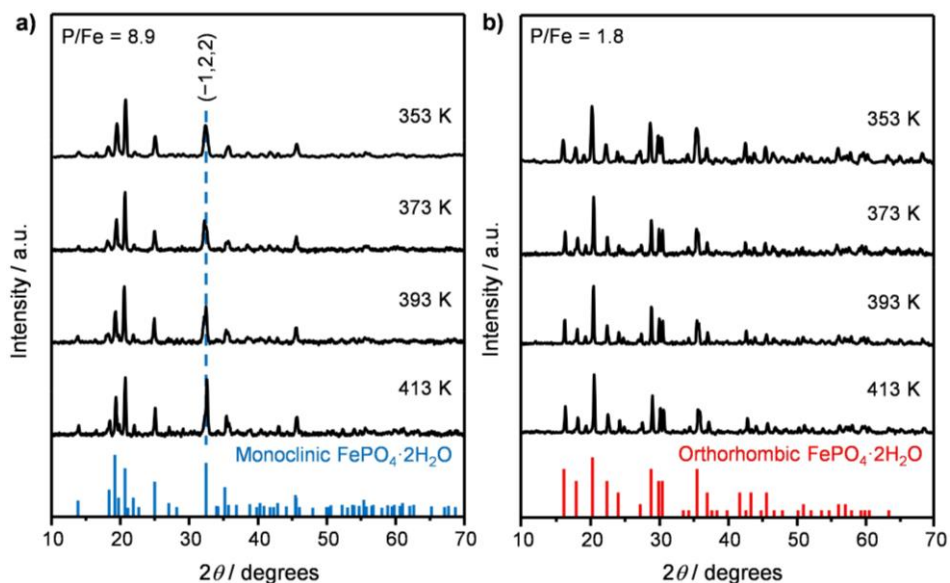 a)
P/Fe = 8.9
(−1,2,2)
353 K
373 K
393 K
413 K
Monoclinic FePO₄·2H₂O
Intensity / a.u.
10 20 30 40 50 60 70
2θ / degrees
b)
P/Fe = 1.8
353 K
373 K
393 K
413 K
Orthorhombic FePO₄·2H₂O
Intensity / a.u.
10 20 30 40 50 60 70
2θ / degrees